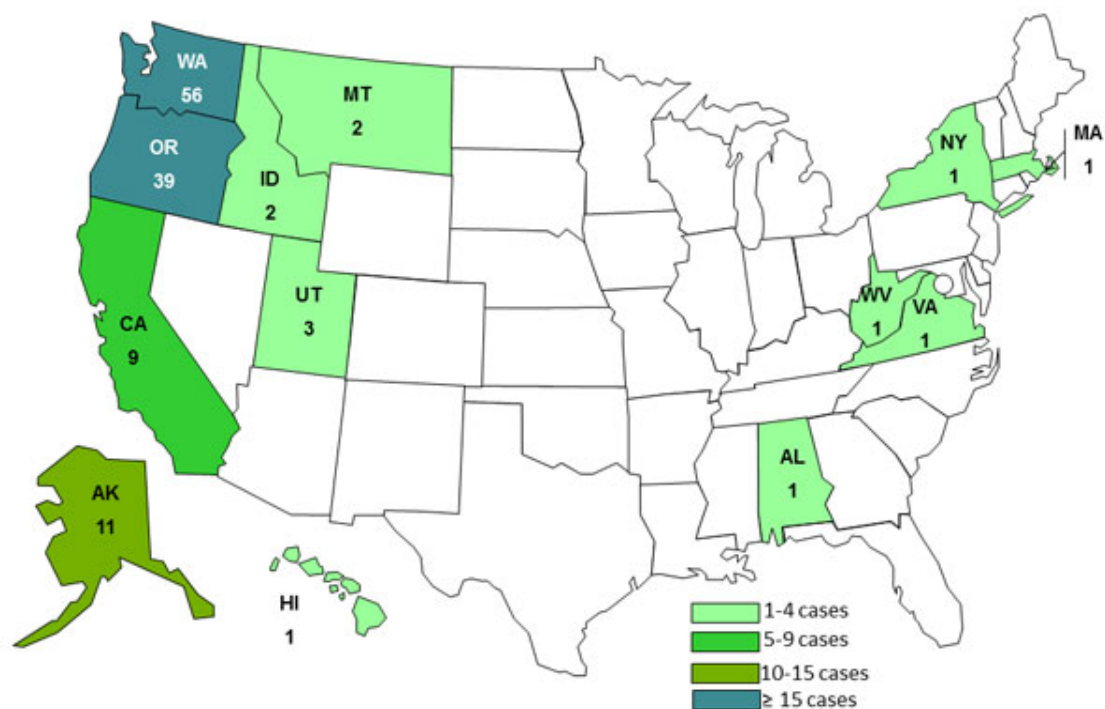 WA
56
MT
2
OR
39
ID
2
NY
1
MA
1
UT
3
CA
9
WV
1
VA
1
AL
1
AK
11
HI
1
1-4 cases
5-9 cases
10-15 cases
≥ 15 cases